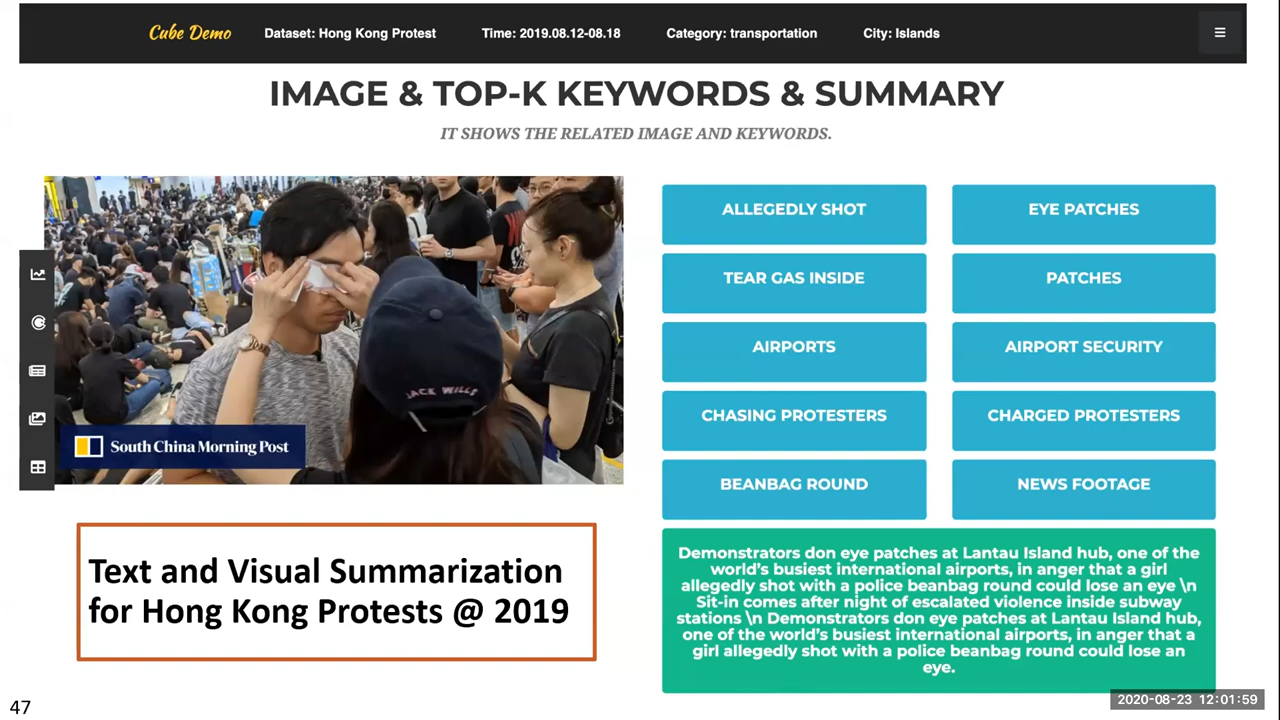 Cube Demo
Dataset: Hong Kong Protest
Time: 2019.08.12-08.18
Category: transportation
City: Islands
IMAGE & TOP-K KEYWORDS & SUMMARY
IT SHOWS THE RELATED IMAGE AND KEYWORDS.
JACK WILLS
South China Morning Post
ALLEGEDLY SHOT
EYE PATCHES
TEAR GAS INSIDE
PATCHES
AIRPORTS
AIRPORT SECURITY
CHASING PROTESTERS
CHARGED PROTESTERS
BEANBAG ROUND
NEWS FOOTAGE
Text and Visual Summarization
for Hong Kong Protests @ 2019
Demonstrators don eye patches at Lantau Island hub, one of the
world's busiest international airports, in anger that a girl
allegedly shot with a police beanbag round could lose an eye \n
Sit-in comes after night of escalated violence inside subway
stations \n Demonstrators don eye patches at Lantau Island hub,
one of the world's busiest international airports, in anger that a
girl allegedly shot with a police beanbag round could lose an
eye.
2020-08-23 12:01:59
47